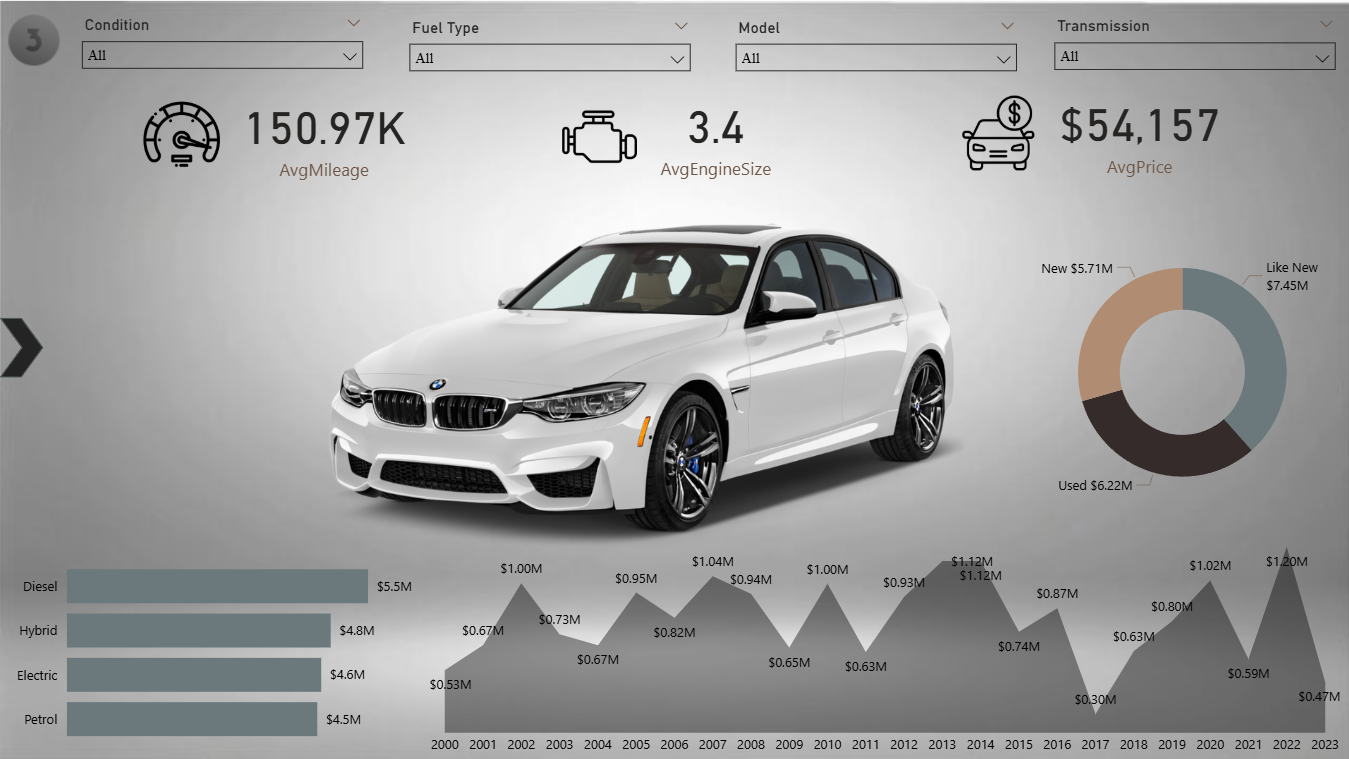 3
Condition
All
Fuel Type
All
Model
All
Transmission
All
150.97K
AvgMileage
3.4
AvgEngineSize
$
$54,157
AvgPrice
New $5.71M
Like New
$7.45M
Used $6.22M
Diesel
$5.5M
Hybrid
$4.8M
Electric
$4.6M
Petrol
$4.5M
$0.53M
$0.67M
$1.00M
$0.73M
$0.67M
$0.95M
$0.82M
$1.04M
$0.94M
$0.65M
$1.00M
$0.63M
$0.93M
$1.12M
$1.12M
$0.74M
$0.87M
$0.30M
$0.63M
$0.80M
$1.02M
$0.59M
$1.20M
$0.47M
2000 2001 2002 2003 2004 2005 2006 2007 2008 2009 2010 2011 2012 2013 2014 2015 2016 2017 2018 2019 2020 2021 2022 2023